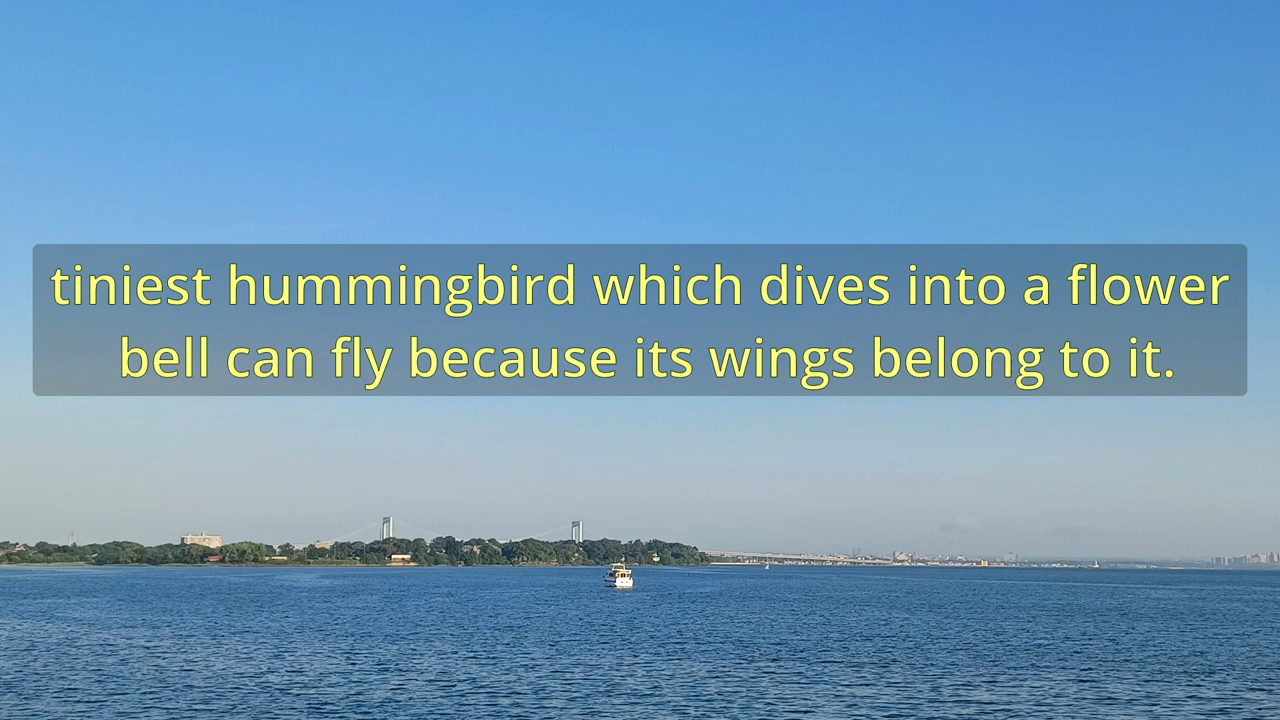 tiniest hummingbird which dives into a flower
bell can fly because its wings belong to it.